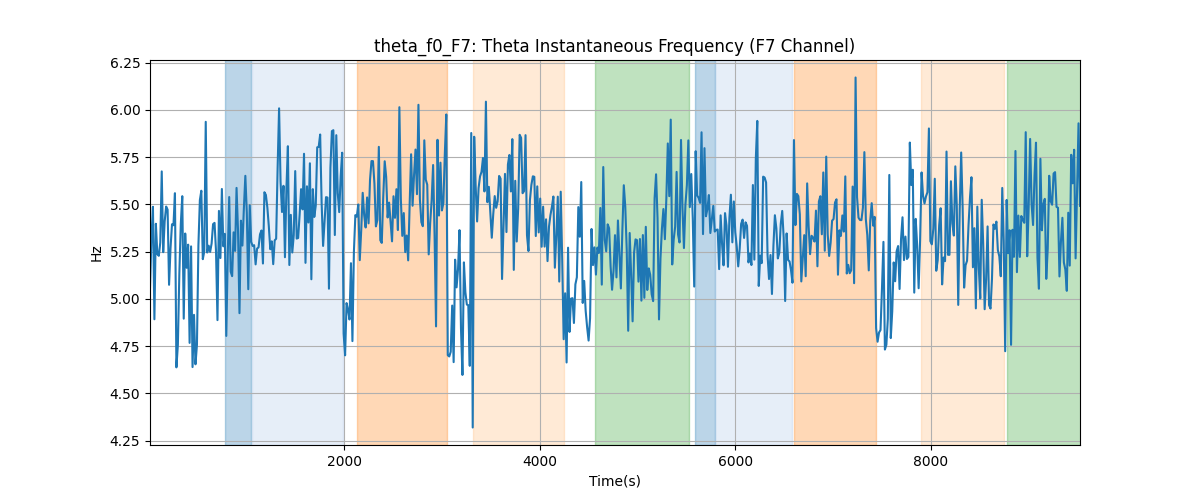 theta_f0_F7: Theta Instantaneous Frequency (F7 Channel)
6.25
6.00
5.75
5.50
5.25
5.00
4.75
4.50
4.25
Hz
2000 4000 6000 8000
Time(s)